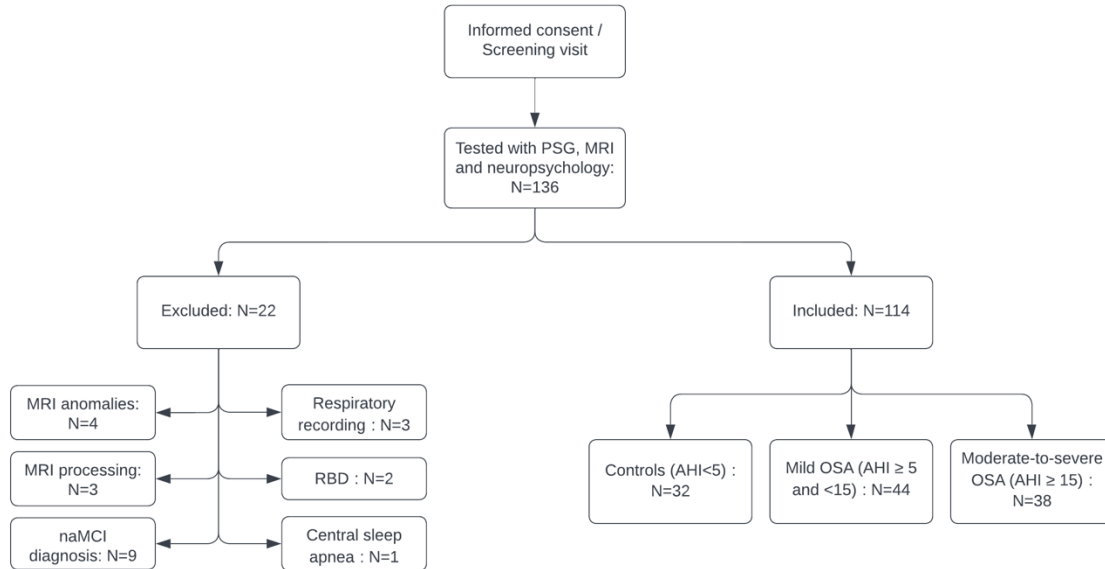 Informed consent /
Screening visit
Tested with PSG, MRI
and neuropsychology:
N=136
Excluded: N=22
Included: N=114
MRI anomalies:
N=4
Respiratory
recording : N=3
MRI processing:
N=3
RBD : N=2
naMCI
diagnosis: N=9
Central sleep
apnea : N=1
Controls (AHI<5) :
N=32
Mild OSA (AHI ≥ 5
and <15) : N=44
Moderate-to-severe
OSA (AHI ≥ 15) :
N=38